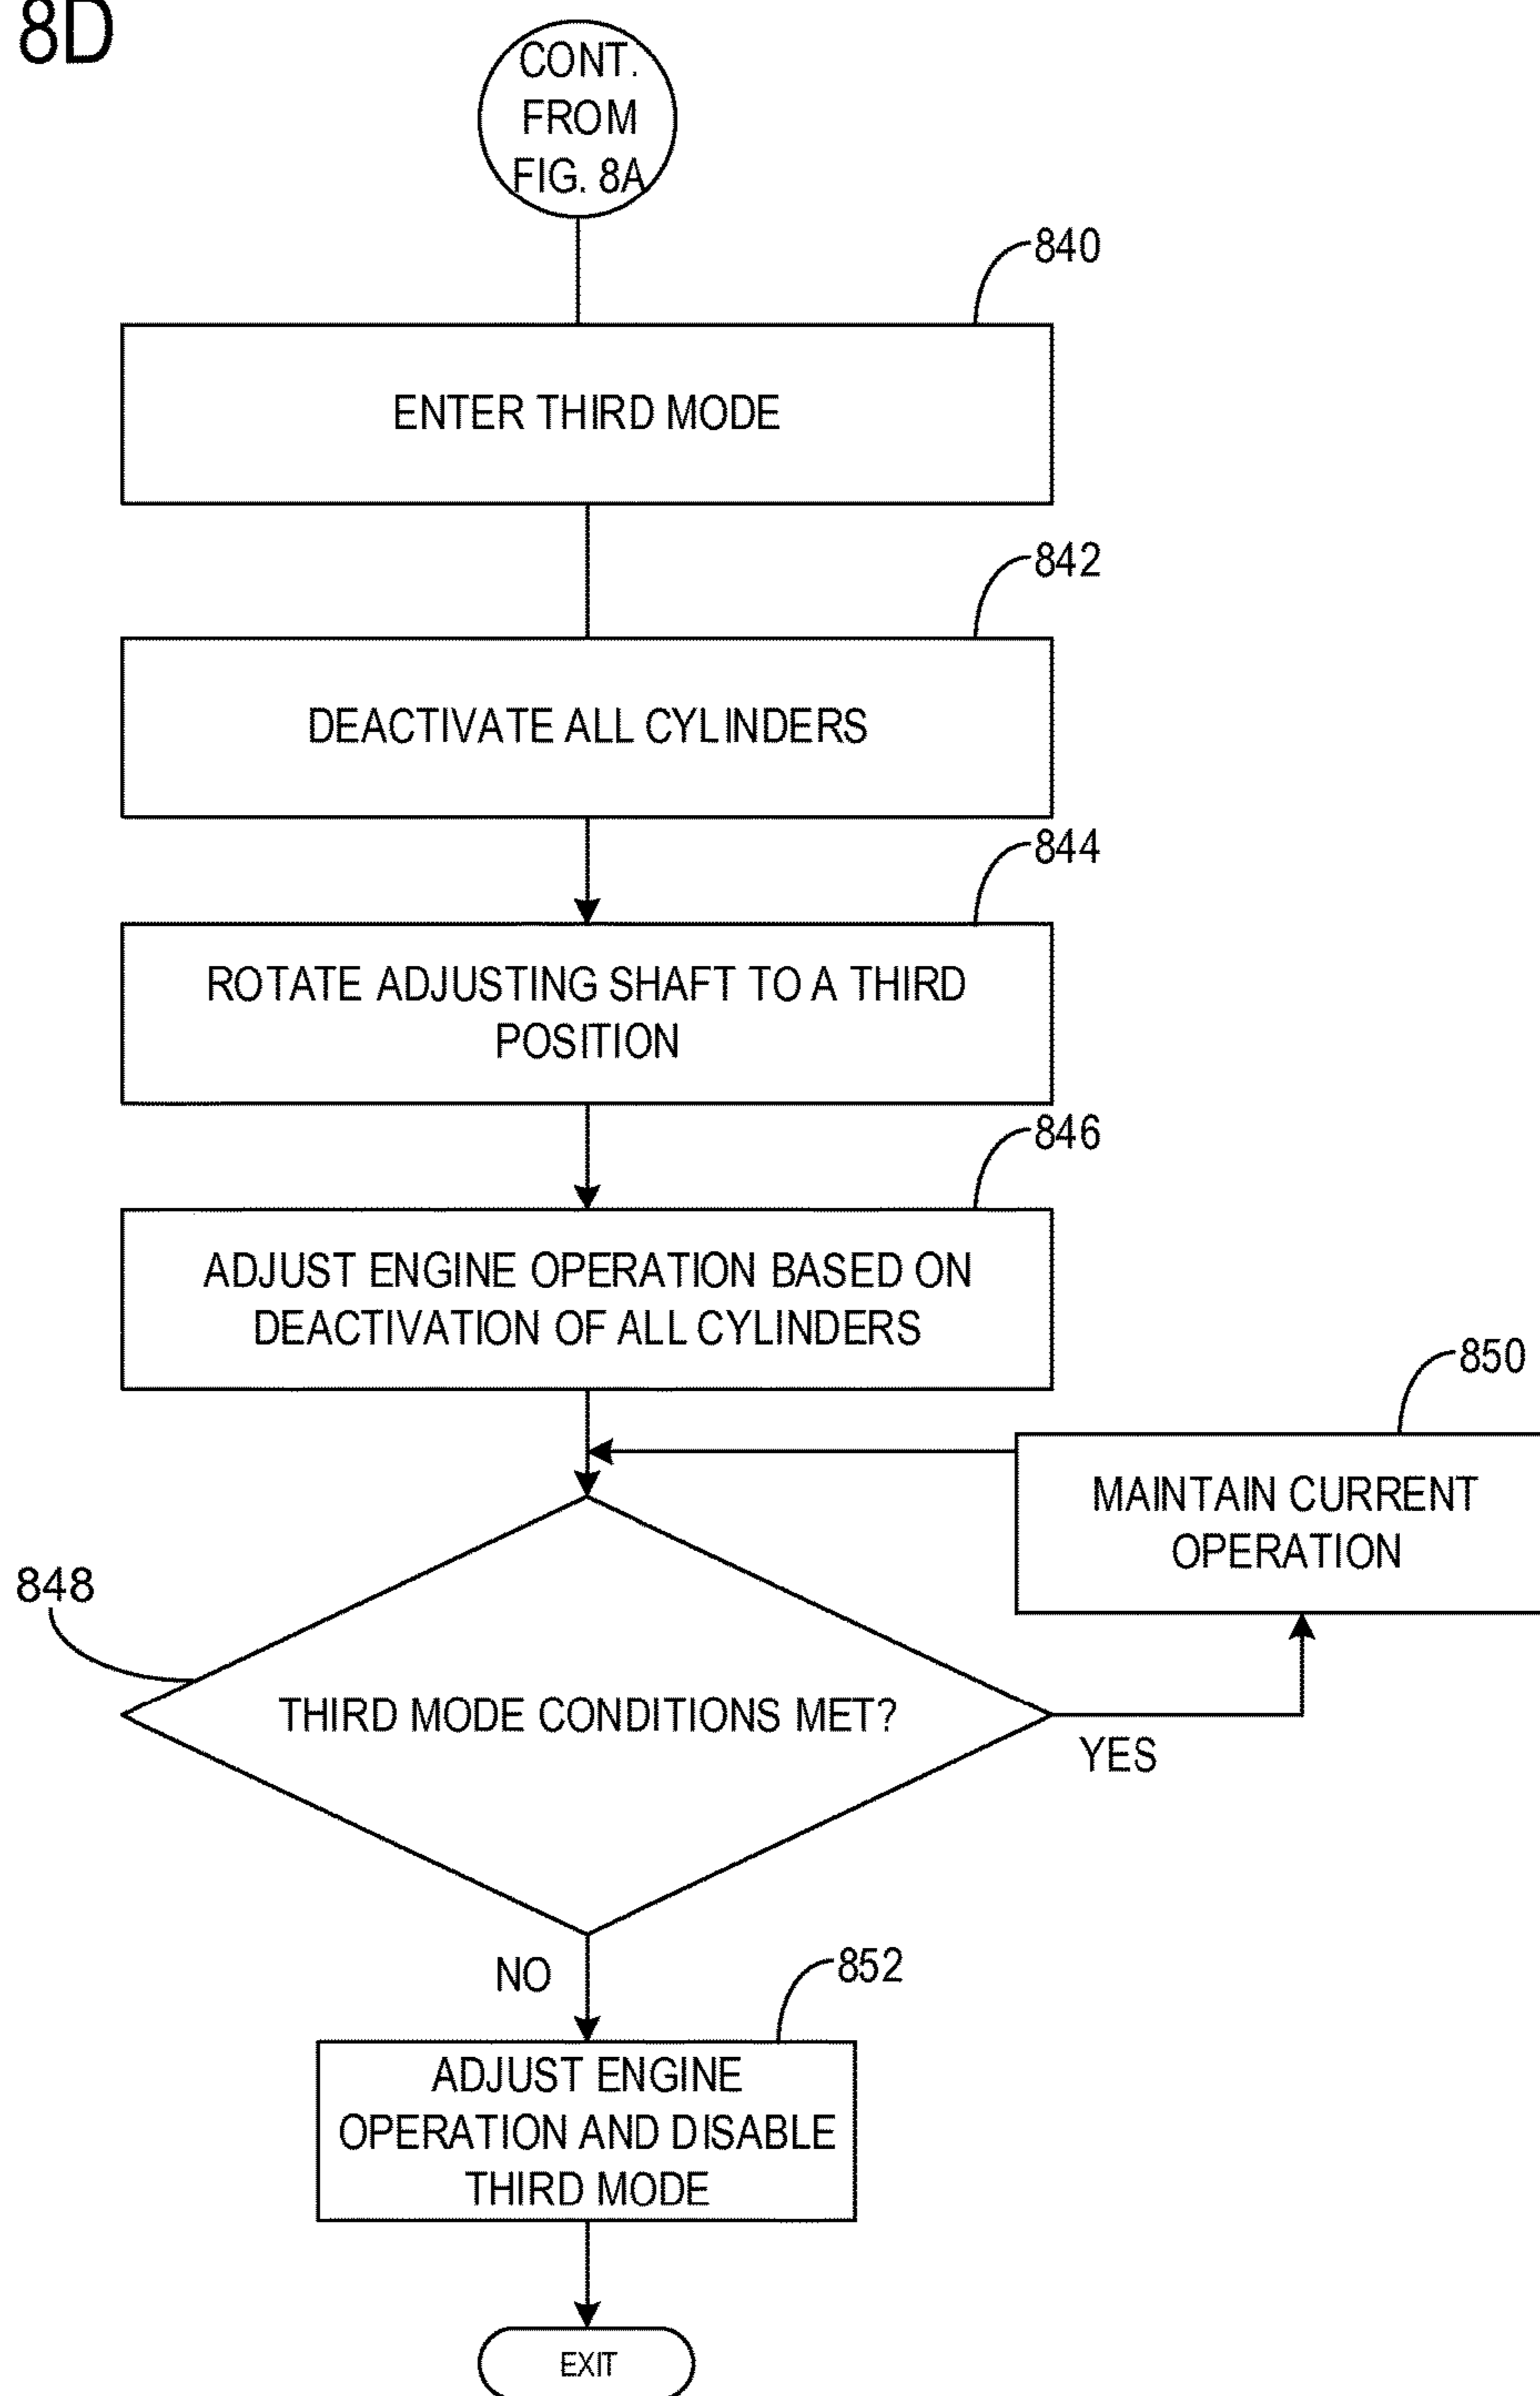 8D
CONT.
FROM
FIG. 8A
840
ENTER THIRD MODE
842
DEACTIVATE ALL CYLINDERS
844
ROTATE ADJUSTING SHAFT TO A THIRD
POSITION
846
ADJUST ENGINE OPERATION BASED ON
DEACTIVATION OF ALL CYLINDERS
850
MAINTAIN CURRENT
OPERATION
848
THIRD MODE CONDITIONS MET?
YES
NO
852
ADJUST ENGINE
OPERATION AND DISABLE
THIRD MODE
EXIT